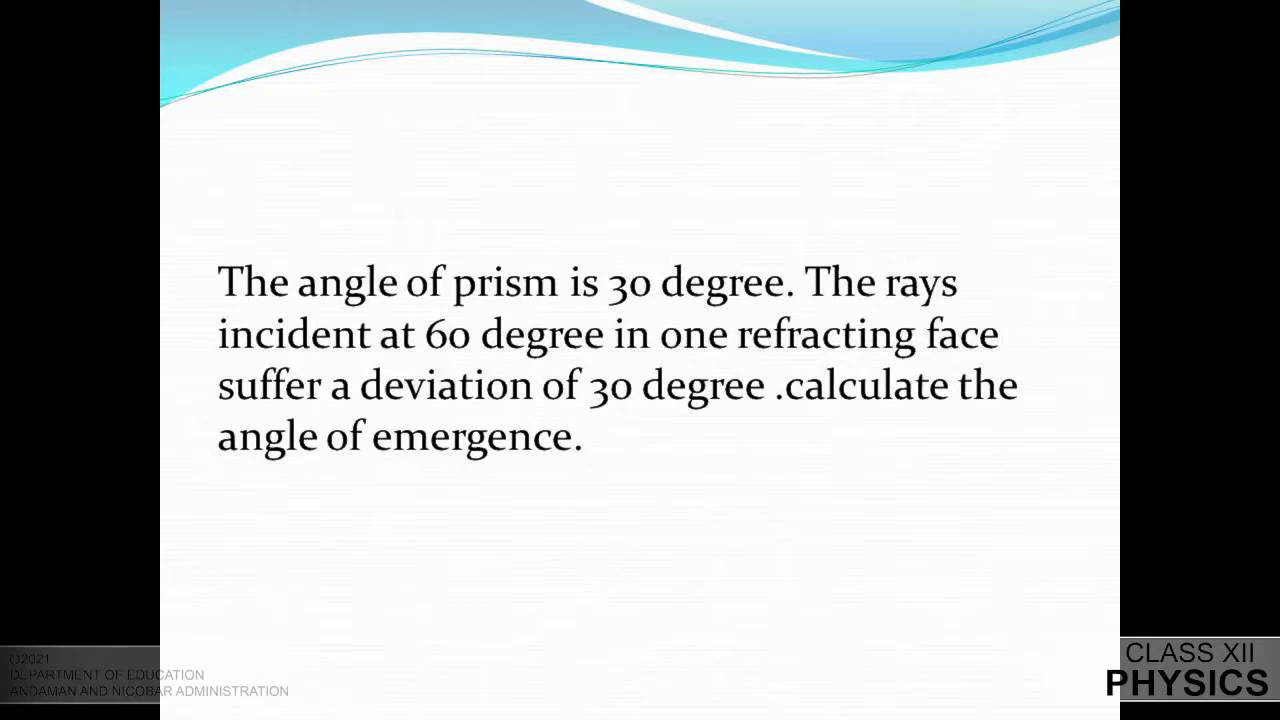 The angle of prism is 30 degree. The rays
incident at 60 degree in one refracting face
suffer a deviation of 30 degree .calculate the
angle of emergence.
()2021
DEPARTMENT OF EDUCATION
ANDAMAN AND NICOBAR ADMINISTRATION
CLASS XII
PHYSICS